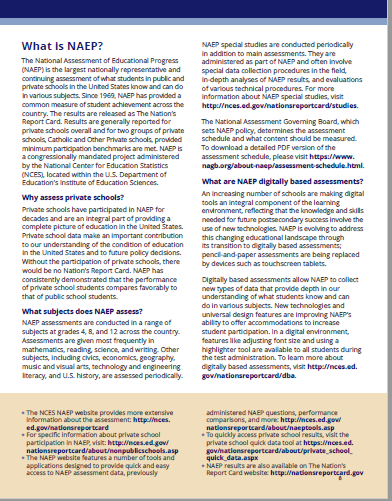 What is NAEP?
The National Assessment of Educational Progress
(NAEP) is the largest nationally representative and
continuing assessment of what students in public and
private schools in the United States know and can do
in various subjects. Since 1969, NAEP has provided a
common measure of student achievement across the
country. The results are released as The Nation's
Report Card. Results are generally reported for
private schools overall and for two groups of private
schools, Catholic and Other Private schools, provided
minimum participation benchmarks are met. NAEP is
a congressionally mandated project administered
by the National Center for Education Statistics
(NCES), located within the U.S. Department of
Education's Institute of Education Sciences.
Why assess private schools?
Private schools have participated in NAEP for
decades and are an integral part of providing a
complete picture of education in the United States.
Private school data make an important contribution
to our understanding of the condition of education
in the United States and to future policy decisions.
Without the participation of private schools, there
would be no Nation's Report Card. NAEP has
consistently demonstrated that the performance
of private school students compares favorably to
that of public school students.
What subjects does NAEP assess?
NAEP assessments are conducted in a range of
subjects at grades 4, 8, and 12 across the country.
Assessments are given most frequently in
mathematics, reading, science, and writing. Other
subjects, including civics, economics, geography,
music and visual arts, technology and engineering
literacy, and U.S. history, are assessed periodically.
NAEP special studies are conducted periodically
in addition to main assessments. They are
administered as part of NAEP and often involve
special data collection procedures in the field,
in-depth analyses of NAEP results, and evaluations
of various technical procedures. For more
information about NAEP special studies, visit
http://nces.ed.gov/nationsreportcard/studies.
The National Assessment Governing Board, which
sets NAEP policy, determines the assessment
schedule and what content should be measured.
To download a detailed PDF version of the
assessment schedule, please visit https://www.
nagb.org/about-naep/assessment-schedule.html.
What are NAEP digitally based assessments?
An increasing number of schools are making digital
tools an integral component of the learning
environment, reflecting that the knowledge and skills
needed for future postsecondary success involve the
use of new technologies. NAEP is evolving to address
this changing educational landscape through
its transition to digitally based assessments;
pencil-and-paper assessments are being replaced
by devices such as touchscreen tablets.
Digitally based assessments allow NAEP to collect
new types of data that provide depth in our
understanding of what students know and can
do in various subjects. New technologies and
universal design features are improving NAEP's
ability to offer accommodations to increase
student participation. In a digital environment,
features like adjusting font size and using a
highlighter tool are available to all students during
the test administration. To learn more about
digitally based assessments, visit http://nces.ed.
gov/nationsreportcard/dba.
• The NCES NAEP website provides more extensive
information about the assessment: http://nces.
ed.gov/nationsreportcard
• For specific information about private school
participation in NAEP, visit: http://nces.ed.gov/
nationsreportcard/about/nonpublicschools.asp
• The NAEP website features a number of tools and
applications designed to provide quick and easy
access to NAEP assessment data, previously
administered NAEP questions, performance
comparisons, and more: http://nces.ed.gov/
nationsreportcard/about/naeptools.asp
• To quickly access private school results, visit the
private school quick data tool at https://nces.ed.
gov/nationsreportcard/about/private_school_
quick_data.aspx
• NAEP results are also available on The Nation's
Report Card website: http://nationsreportcard.gov
8